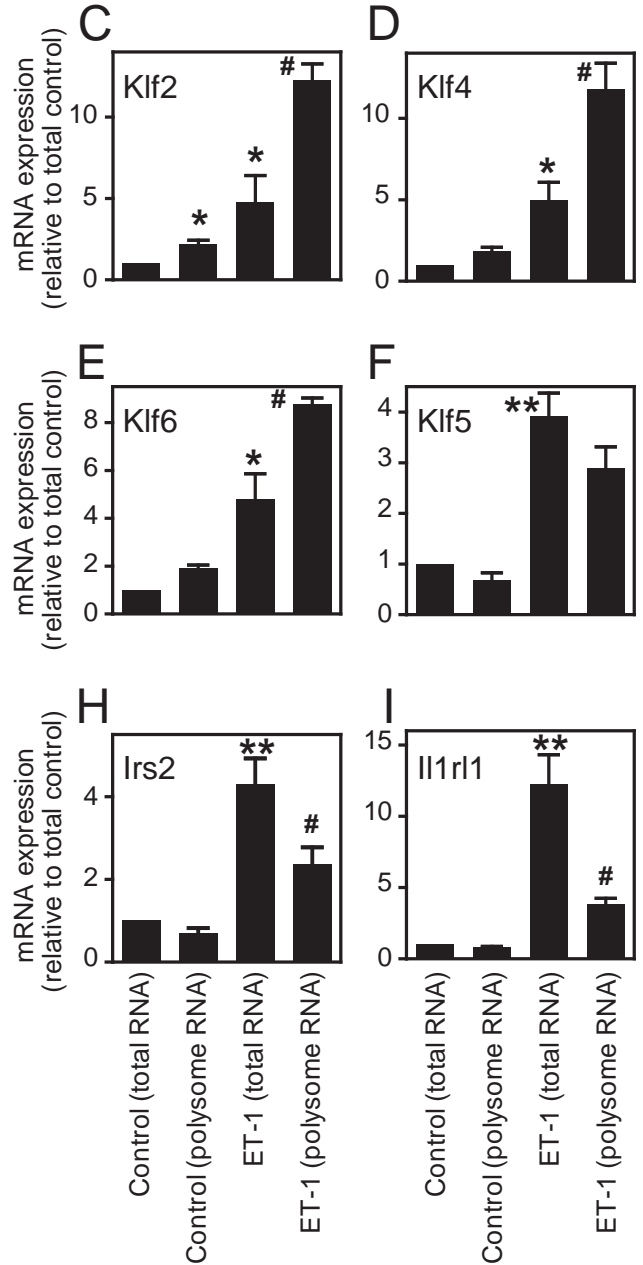 C
D
mRNA expression
(relative to total control)
Klf2
#
*
*
10
5
0
Klf4
#
*
10
5
0
E
F
mRNA expression
(relative to total control)
Klf6
#
*
8
6
4
2
0
Klf5
**
4
3
2
1
0
H
I
mRNA expression
(relative to total control)
Irs2
**
#
4
2
0
Il1rl1
**
#
15
10
5
0
Control (total RNA)
Control (polysome RNA)
ET-1 (total RNA)
ET-1 (polysome RNA)
Control (total RNA)
Control (polysome RNA)
ET-1 (total RNA)
ET-1 (polysome RNA)